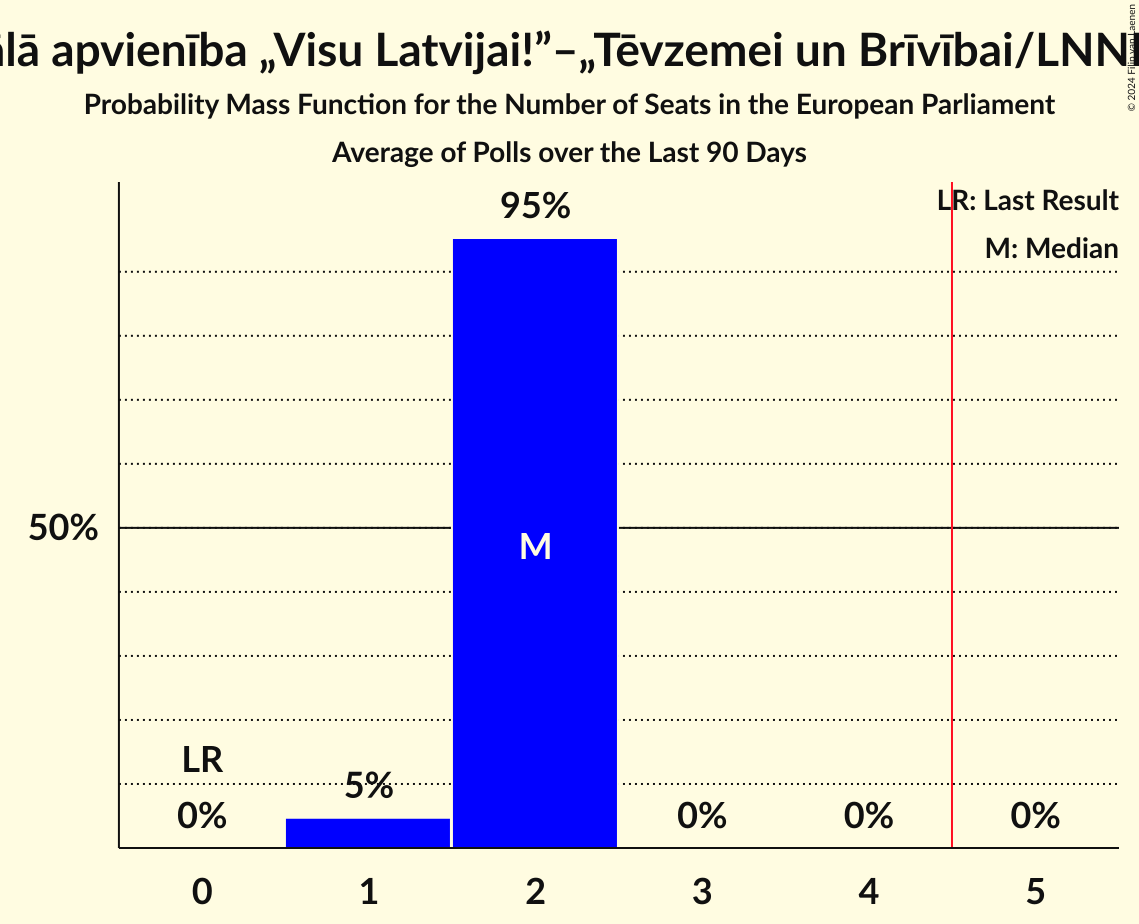 ālā apvienība „Visu Latvijai!”–„Tēvzemei un Brīvībai/LNNK
Probability Mass Function for the Number of Seats in the European Parliament
Average of Polls over the Last 90 Days
© 2024 Filip van Laenen
LR: Last Result
M: Median
95%
50%
M
LR
0%
5%
0%
0%
0%
0 1 2 3 4 5